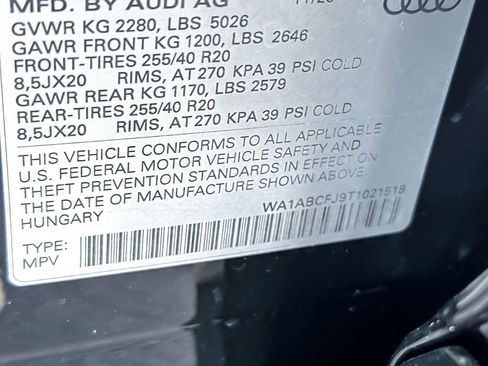 MFD. BY AUDI AG
GVWR KG 2280, LBS 5026
GAWR FRONT KG 1200, LBS 2646
FRONT-TIRES 255/40 R20
8,5JX20 RIMS, AT 270 KPA 39 PSI COLD
GAWR REAR KG 1170, LBS 2579
REAR-TIRES 255/40 R20
8,5JX20 RIMS, AT 270 KPA 39 PSI COLD
THIS VEHICLE CONFORMS TO ALL APPLICABLE
U.S. FEDERAL MOTOR VEHICLE SAFETY AND
THEFT PREVENTION STANDARDS IN EFFECT ON
THE DATE OF MANUFACTURE SHOWN ABOVE.
HUNGARY
WA1ABCFJ9T1021518
TYPE:
MPV